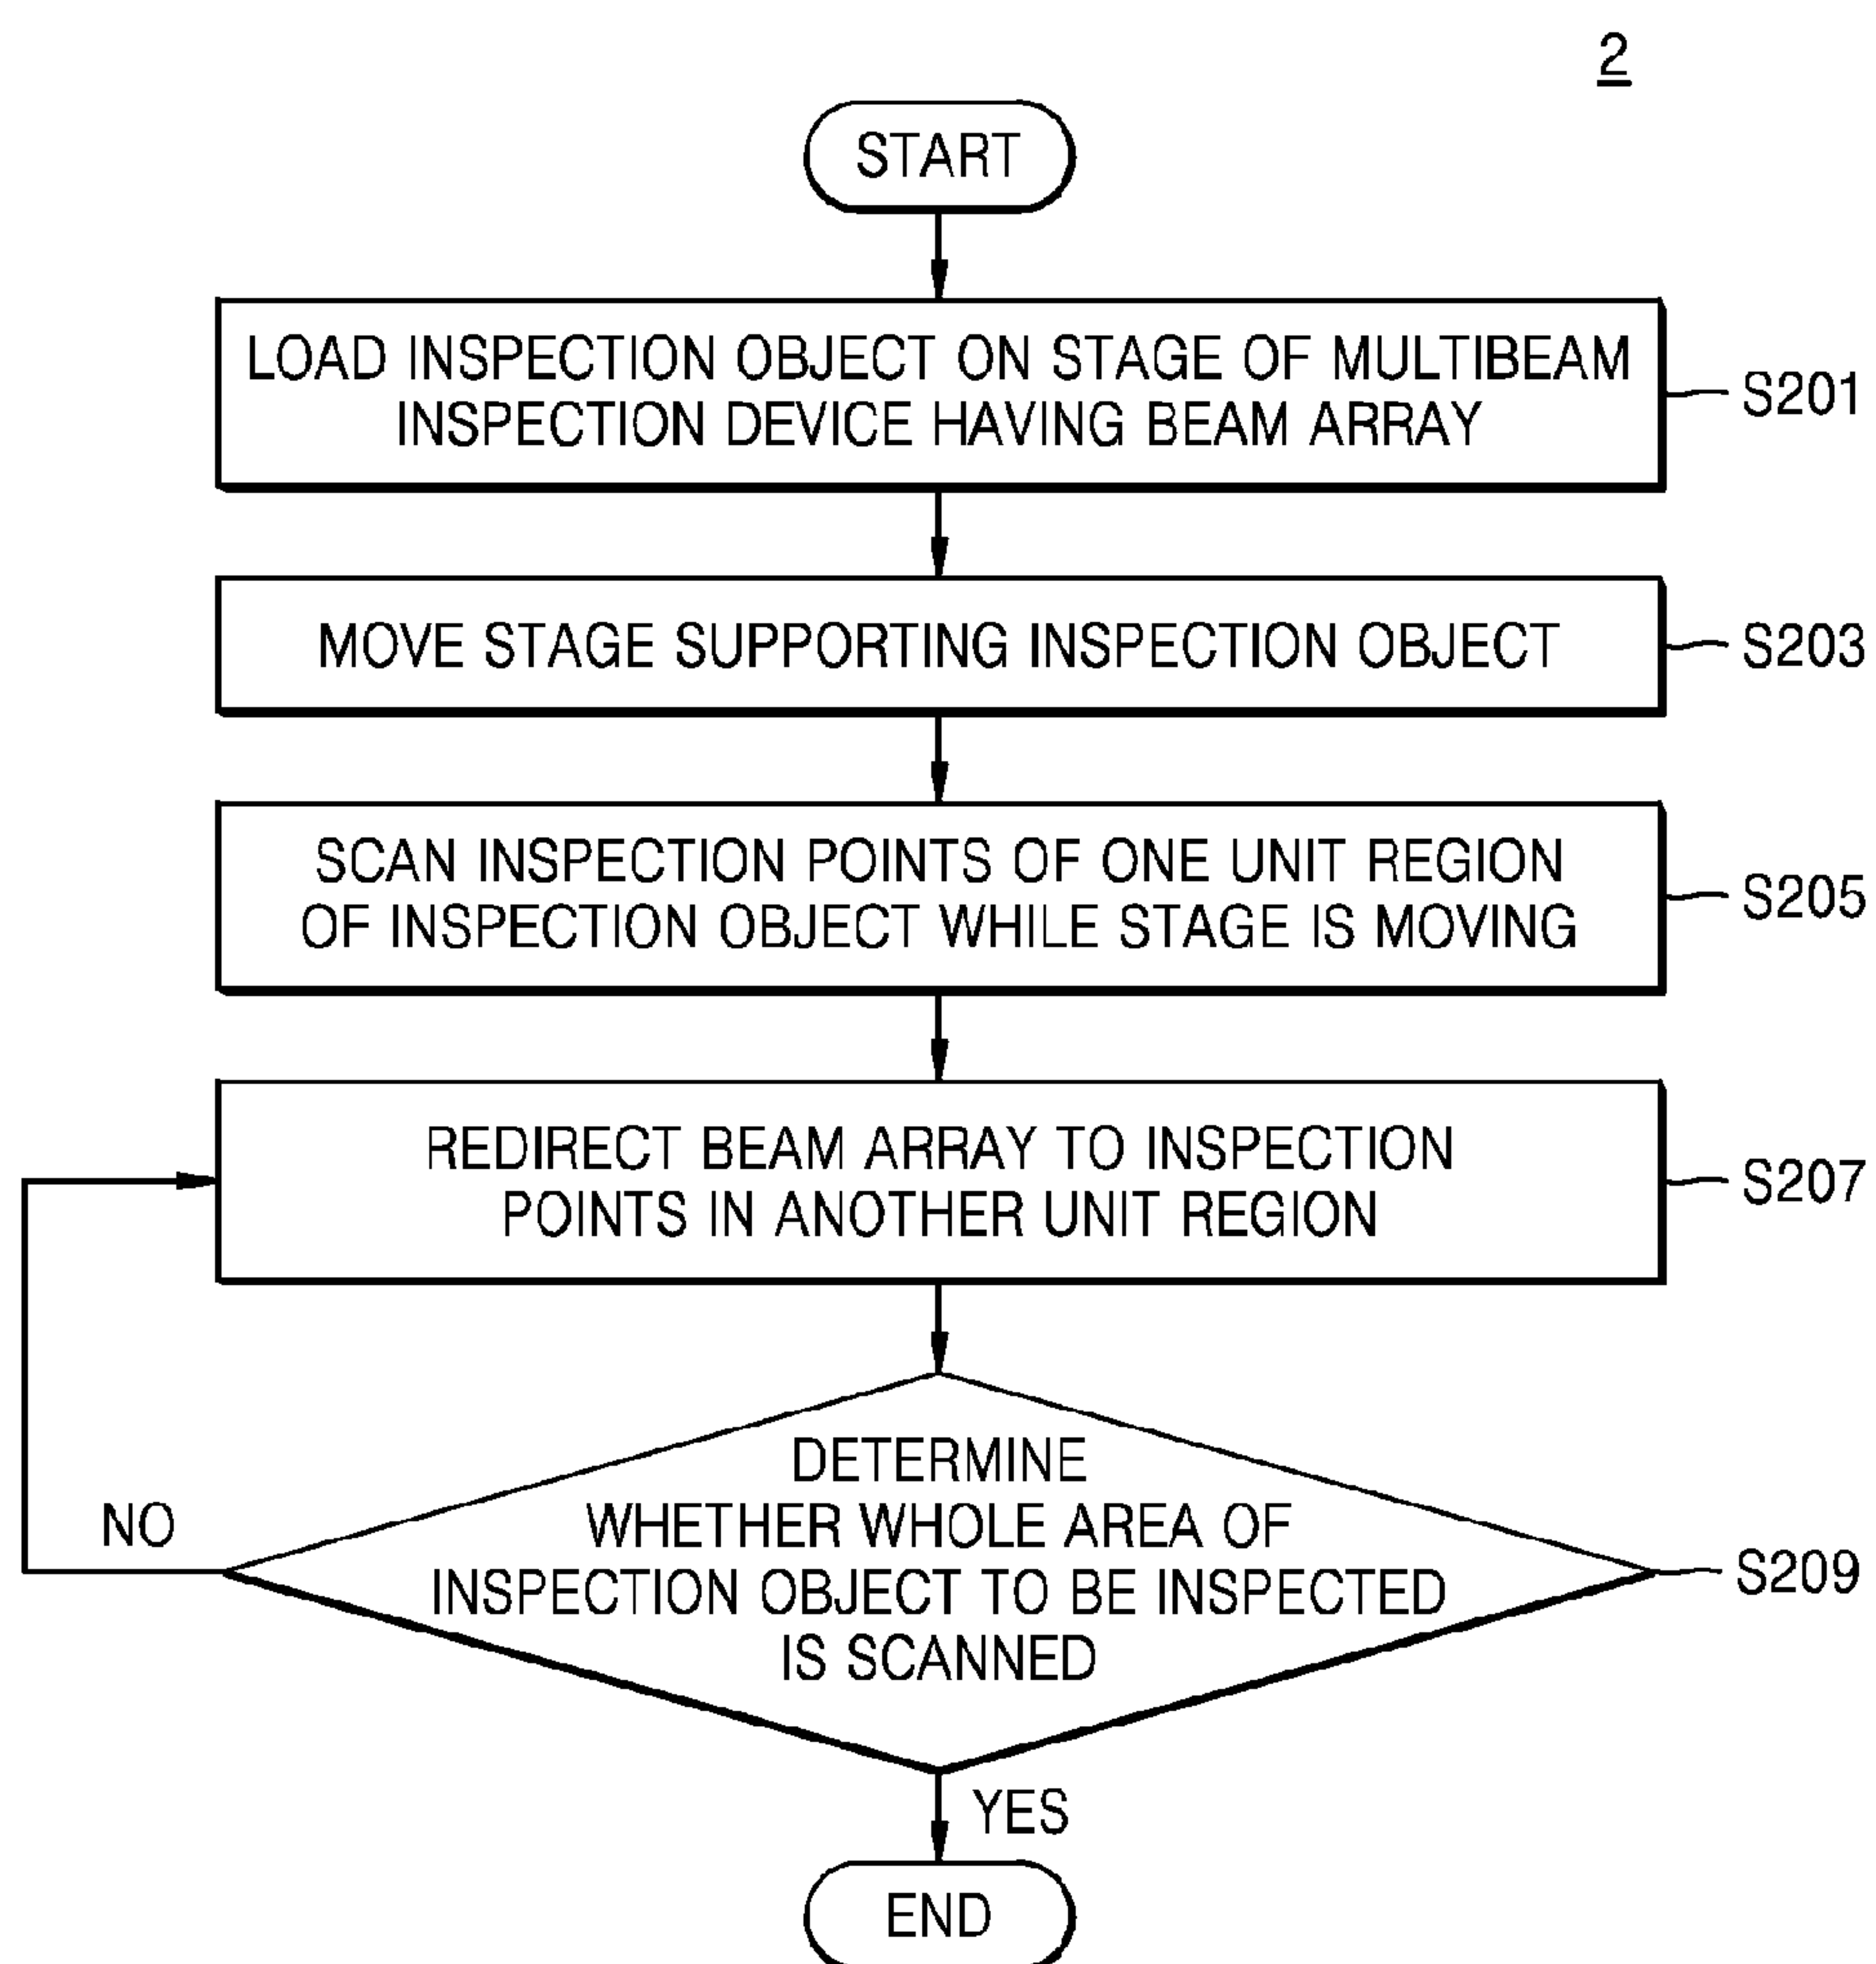 2
START
LOAD INSPECTION OBJECT ON STAGE OF MULTIBEAM
INSPECTION DEVICE HAVING BEAM ARRAY
S201
MOVE STAGE SUPPORTING INSPECTION OBJECT
S203
SCAN INSPECTION POINTS OF ONE UNIT REGION
OF INSPECTION OBJECT WHILE STAGE IS MOVING
S205
REDIRECT BEAM ARRAY TO INSPECTION
POINTS IN ANOTHER UNIT REGION
S207
DETERMINE
WHETHER WHOLE AREA OF
INSPECTION OBJECT TO BE INSPECTED
IS SCANNED
S209
NO
YES
END